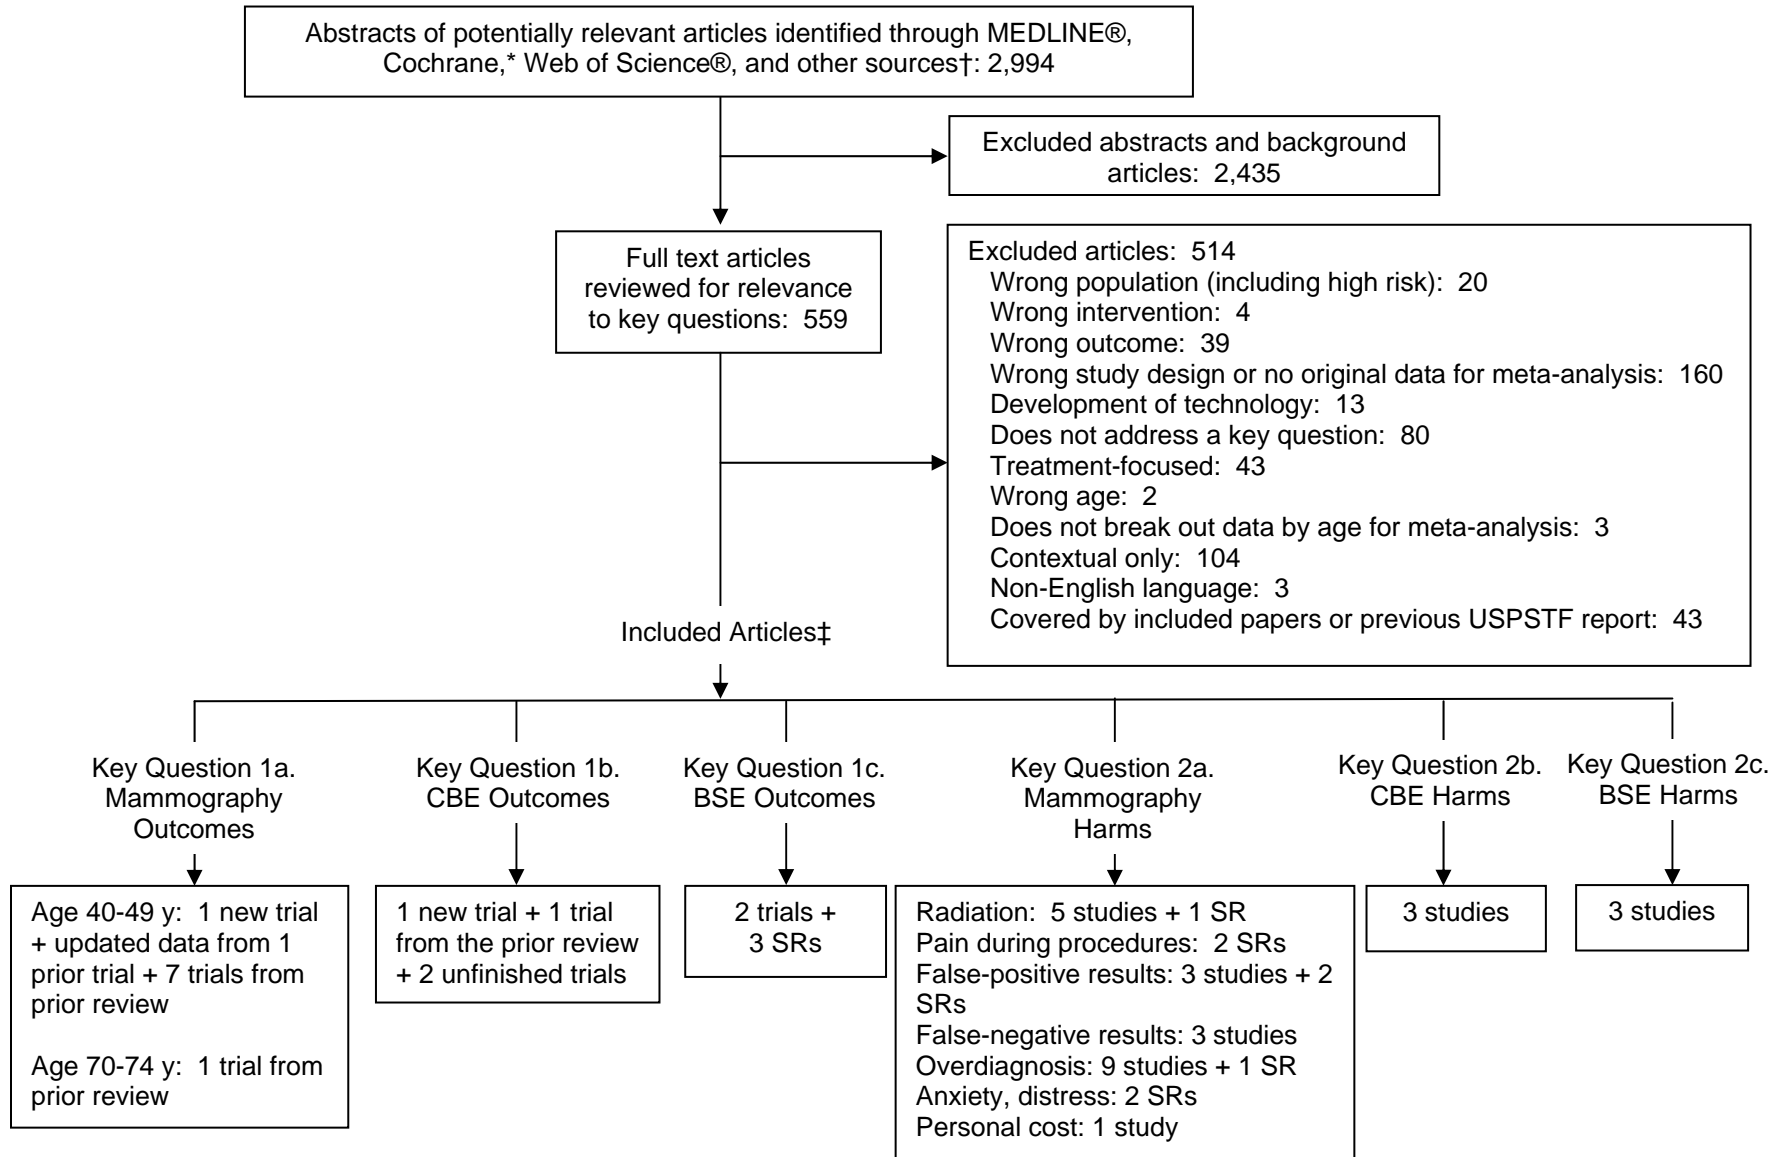 Abstracts of potentially relevant articles identified through MEDLINE®,
Cochrane,* Web of Science®, and other sources†: 2,994
Excluded abstracts and background
articles: 2,435
Full text articles
reviewed for relevance
to key questions: 559
Excluded articles: 514
Wrong population (including high risk): 20
Wrong intervention: 4
Wrong outcome: 39
Wrong study design or no original data for meta-analysis: 160
Development of technology: 13
Does not address a key question: 80
Treatment-focused: 43
Wrong age: 2
Does not break out data by age for meta-analysis: 3
Contextual only: 104
Non-English language: 3
Covered by included papers or previous USPSTF report: 43
Included Articles‡
Key Question 1a.
Mammography
Outcomes
Key Question 1b.
CBE Outcomes
Key Question 1c.
BSE Outcomes
Key Question 2a.
Mammography
Harms
Key Question 2b.
CBE Harms
Key Question 2c.
BSE Harms
Age 40-49 y: 1 new trial
+ updated data from 1
prior trial + 7 trials from
prior review
Age 70-74 y: 1 trial from
prior review
1 new trial + 1 trial
from the prior review
+ 2 unfinished trials
2 trials +
3 SRs
Radiation: 5 studies + 1 SR
Pain during procedures: 2 SRs
False-positive results: 3 studies + 2
SRs
False-negative results: 3 studies
Overdiagnosis: 9 studies + 1 SR
Anxiety, distress: 2 SRs
Personal cost: 1 study
3 studies
3 studies